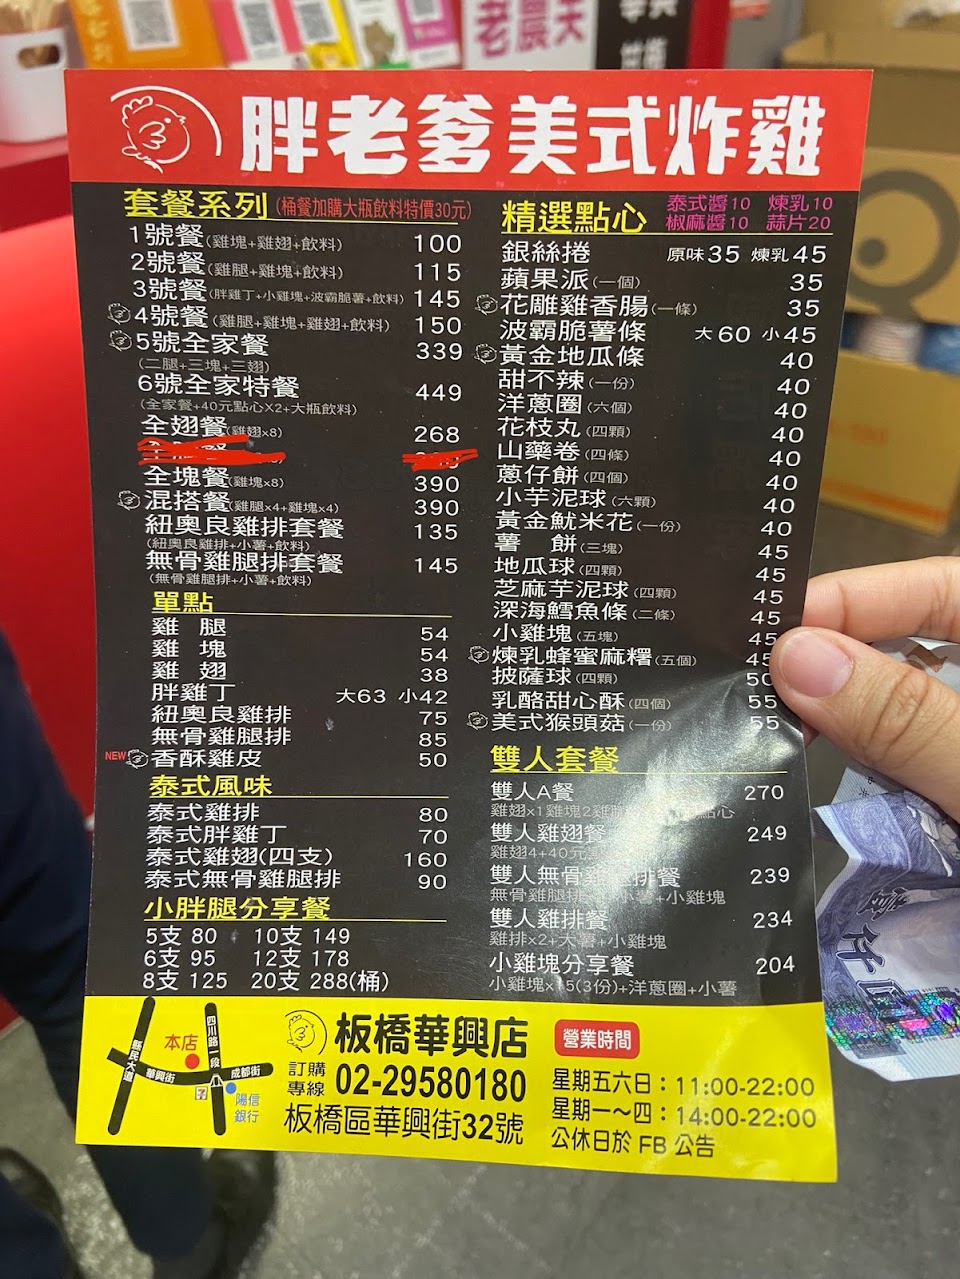 胖老爹美式炸雞
套餐系列(桶餐加購大瓶飲料特價30元)
1號餐(雞塊+雞翅+飲料) 100
2號餐(雞腿+雞塊+飲料) 115
3號餐(胖雞丁+小雞塊+波霸脆薯+飲料) 145
4號餐(雞腿+雞塊+雞翅+飲料) 150
5號全家餐 339
(二腿+三塊+三翅)
6號全家特餐 449
(全家餐+40元點心X2+大瓶飲料)
全翅餐(雞翅x8) 268
全塊餐(雞塊x8) 390
混搭餐(雞腿x4+雞塊x4) 390
紐奧良雞排套餐 135
(紐奧良雞排+小薯+飲料)
無骨雞腿排套餐 145
(無骨雞腿排+小薯+飲料)
單點
雞 腿 54
雞 塊 54
雞 翅 38
胖雞丁 大63 小42
紐奧良雞排 75
無骨雞腿排 85
NEW 香酥雞皮 50
泰式風味
泰式雞排 80
泰式胖雞丁 70
泰式雞翅(四支) 160
泰式無骨雞腿排 90
小胖腿分享餐
5支 80 10支 149
6支 95 12支 178
8支 125 20支 288(桶)
精選點心 泰式醬10 煉乳10
椒麻醬10 蒜片20
銀絲捲 原味35 煉乳45
蘋果派(一個) 35
花雕雞香腸(一條) 35
波霸脆薯條 大60 小45
黃金地瓜條 40
甜不辣(一份) 40
洋蔥圈(六個) 40
花枝丸(四顆) 40
山藥卷(四條) 40
蔥仔餅(四個) 40
小芋泥球(六顆) 40
黃金魷米花(一份) 40
薯 餅(三塊) 45
地瓜球(四顆) 45
芝麻芋泥球(四顆) 45
深海鱈魚條(二條) 45
小雞塊(五塊) 45
煉乳蜂蜜麻糬(五個) 45
披薩球(四顆) 50
乳酪甜心酥(四個) 55
美式猴頭菇(一份) 55
雙人套餐
雙人A餐 270
雞翅x1雞塊2雞 點心
雙人雞翅餐 249
雞翅4+40元點
雙人無骨雞腿排餐 239
無骨雞腿排 小薯+小雞塊
雙人雞排餐 234
雞排x2+大薯+小雞塊
小雞塊分享餐 204
小雞塊x15(3份)+洋蔥圈+小薯
本店
縣民大道
四川路一段
華興街
成都街
陽信
銀行
板橋華興店
訂購
專線 02-29580180
板橋區華興街32號
營業時間
星期五六日：11:00-22:00
星期一～四：14:00-22:00
公休日於 FB 公告